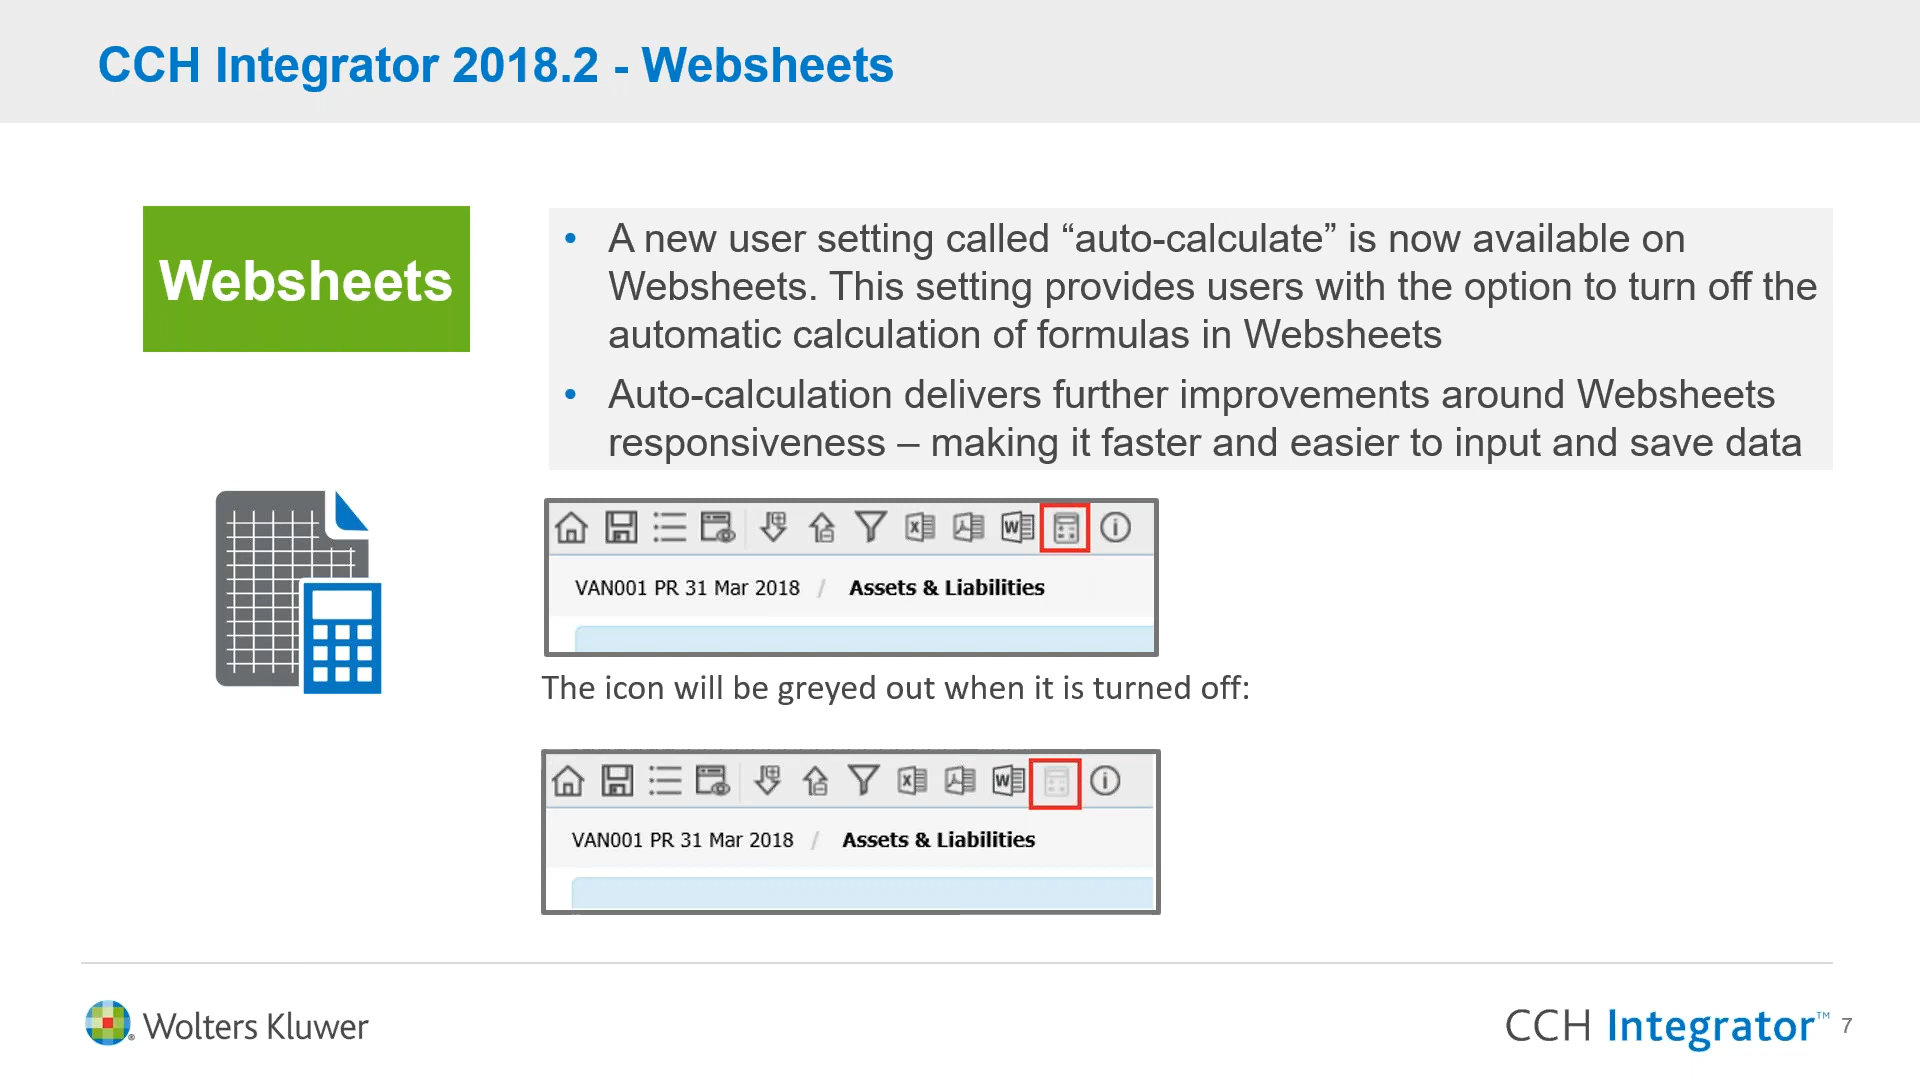 CCH Integrator 2018.2 - Websheets
Websheets
• A new user setting called “auto-calculate” is now available on
Websheets. This setting provides users with the option to turn off the
automatic calculation of formulas in Websheets
• Auto-calculation delivers further improvements around Websheets
responsiveness – making it faster and easier to input and save data
VAN001 PR 31 Mar 2018 / Assets & Liabilities
The icon will be greyed out when it is turned off:
VAN001 PR 31 Mar 2018 / Assets & Liabilities
Wolters Kluwer
CCH Integrator™ 7